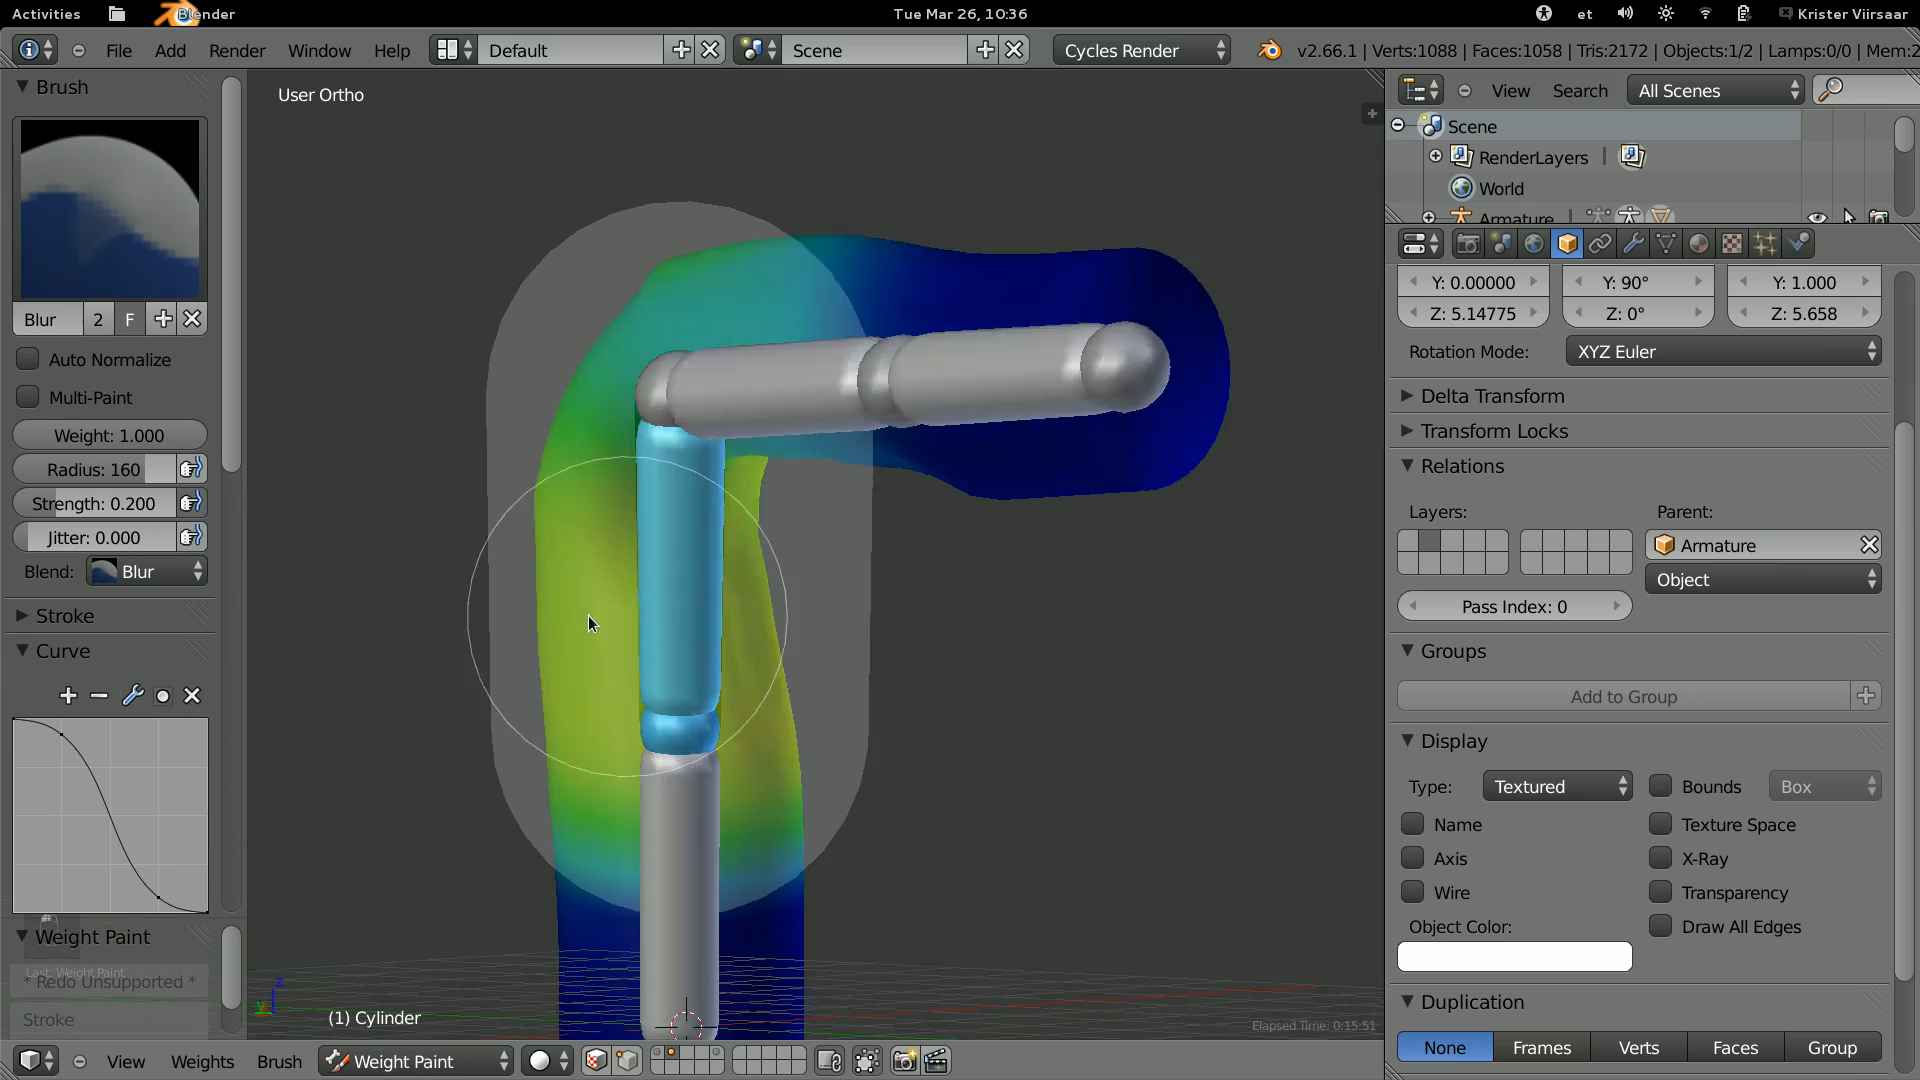 Activities
Blender
Tue Mar 26, 10:36
et
Krister Viirsaar
File Add Render Window Help
Default
Scene
Cycles Render
v2.66.1 | Verts:1088 | Faces:1058 | Tris:2172 | Objects:1/2 | Lamps:0/0 | Mem:2
Brush
Blur 2 F
Auto Normalize
Multi-Paint
Weight: 1.000
Radius: 160
Strength: 0.200
Jitter: 0.000
Blend: Blur
Stroke
Curve
Weight Paint
Last: Weight Paint
* Redo Unsupported *
Stroke
User Ortho
z
y
(1) Cylinder
Elapsed Time: 0:15:51
View Weights Brush
Weight Paint
View Search All Scenes
Scene
RenderLayers |
World
Armature |
Y: 0.00000 Y: 90° Y: 1.000
Z: 5.14775 Z: 0° Z: 5.658
Rotation Mode: XYZ Euler
Delta Transform
Transform Locks
Relations
Layers: Parent:
Armature
Object
Pass Index: 0
Groups
Add to Group
Display
Type: Textured Bounds Box
Name Texture Space
Axis X-Ray
Wire Transparency
Object Color: Draw All Edges
Duplication
None Frames Verts Faces Group